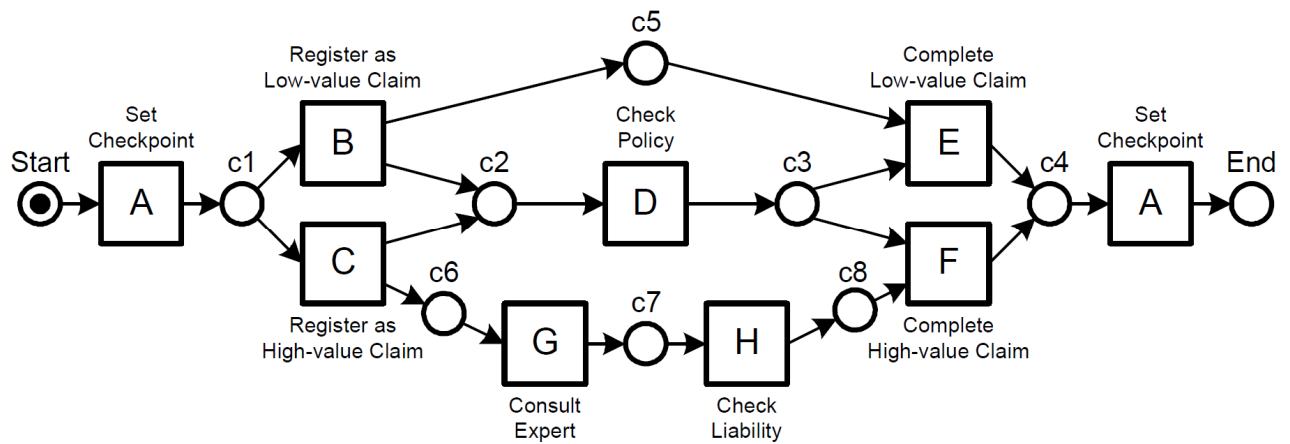 c5
Register as
Low-value Claim
Complete
Low-value Claim
Set
Checkpoint
Check
Policy
Set
Checkpoint
Start
A
c1
B
c2
D
c3
E
c4
A
End
C
c6
c7
c8
F
Register as
High-value Claim
G
H
Complete
High-value Claim
Consult
Expert
Check
Liability